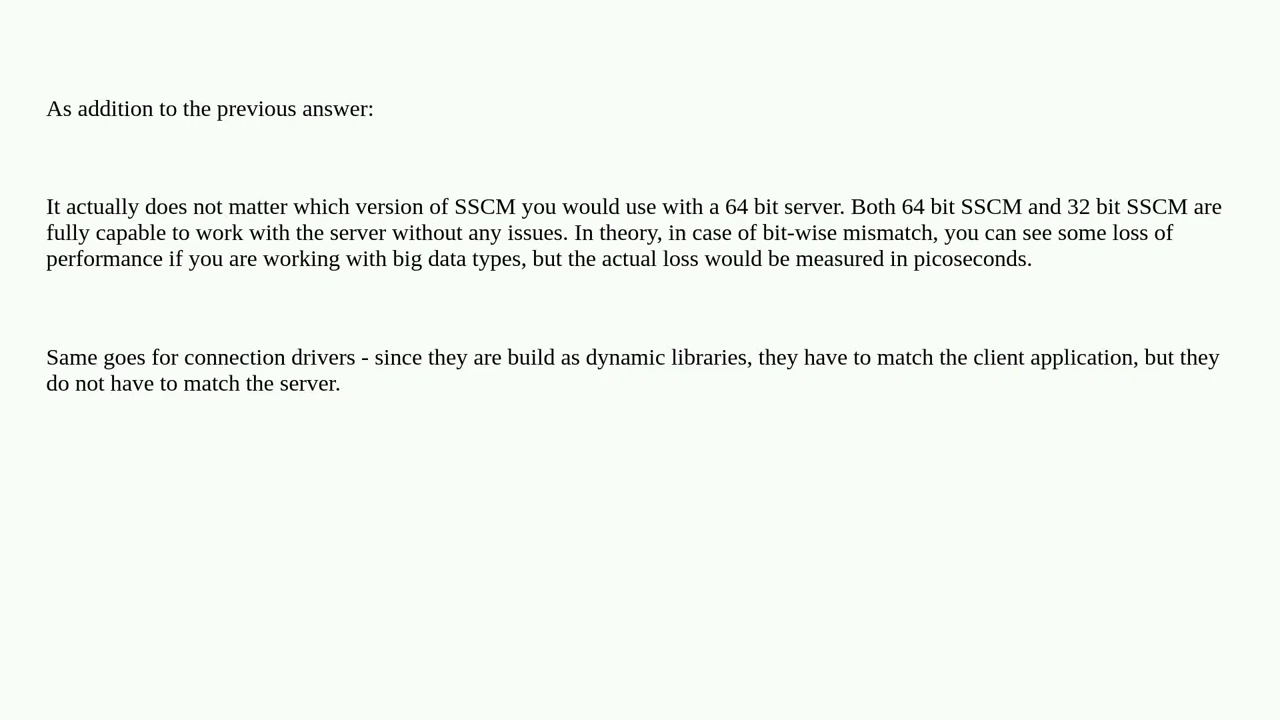 As addition to the previous answer:
It actually does not matter which version of SSCM you would use with a 64 bit server. Both 64 bit SSCM and 32 bit SSCM are
fully capable to work with the server without any issues. In theory, in case of bit-wise mismatch, you can see some loss of
performance if you are working with big data types, but the actual loss would be measured in picoseconds.
Same goes for connection drivers - since they are build as dynamic libraries, they have to match the client application, but they
do not have to match the server.